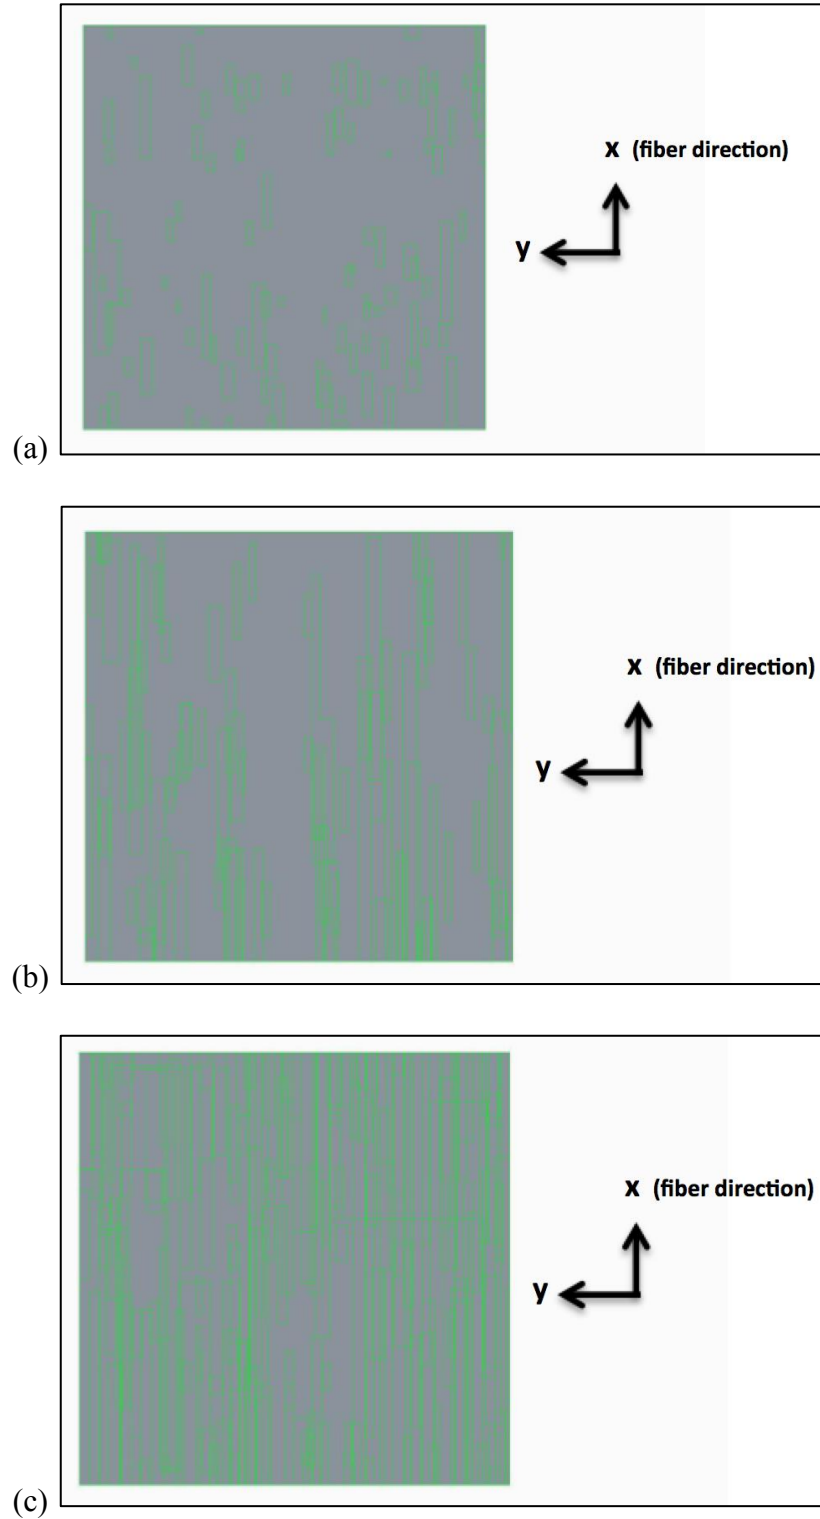 x (fiber direction)
y
(a)
x (fiber direction)
y
(b)
x (fiber direction)
y
(c)